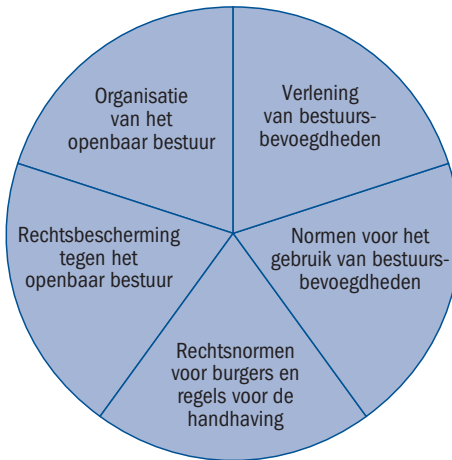 Organisatie
van het
openbaar bestuur
Verlening
van bestuurs-
bevoegdheden
Normen voor het
gebruik van bestuurs-
bevoegdheden
Rechtsnormen
voor burgers en
regels voor de
handhaving
Rechtsbescherming
tegen het
openbaar bestuur